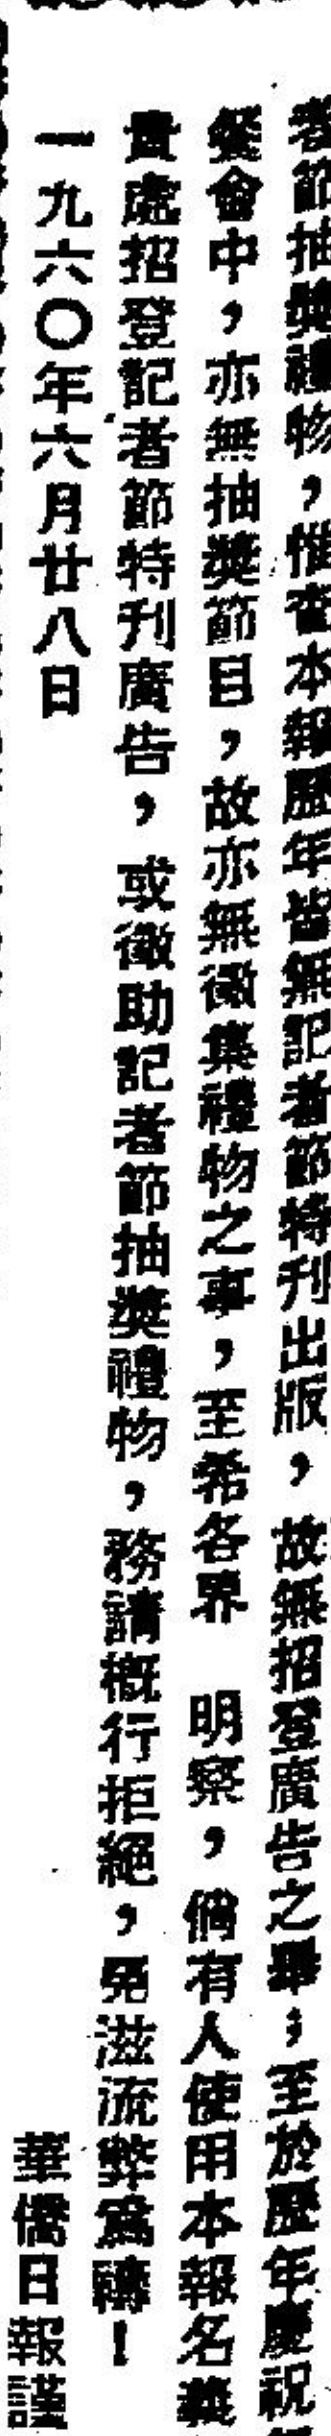 者節抽獎禮物，惟查本報歷年皆無記者節特刊出版，故無招登廣告之舉；至於歷年慶祝
餐會中，亦無抽獎節目，故亦無徵集禮物之事，至希各界　明察，倘有人使用本報名義
貴處招登記者節特刊廣告，或徵助記者節抽獎禮物，務請概行拒絕，免滋流弊爲禱！
一九六〇年六月廿八日
華僑日報謹